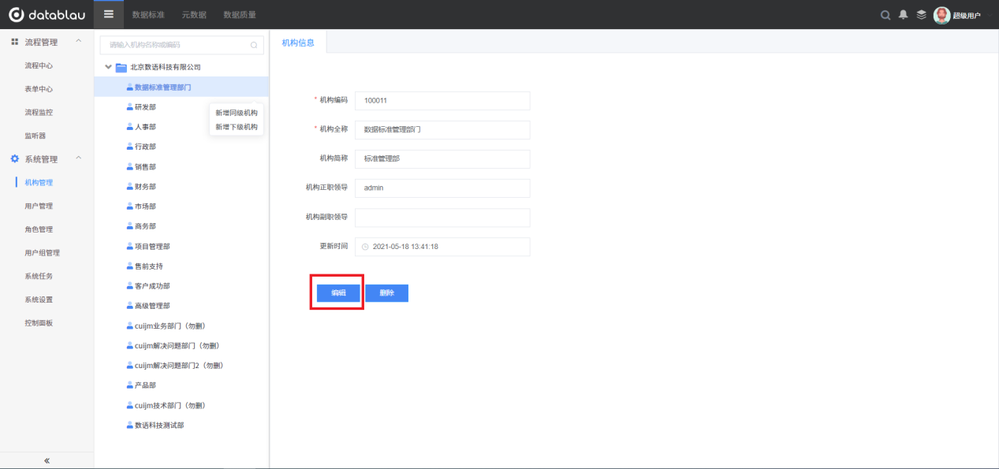 datablau
数据标准 元数据 数据质量
超级用户
流程管理
流程中心
表单中心
流程监控
监听器
系统管理
机构管理
用户管理
角色管理
用户组管理
系统任务
系统设置
控制面板
请输入机构名称或编码
北京数语科技有限公司
数据标准管理部门
研发部
人事部
行政部
销售部
财务部
市场部
商务部
项目管理部
售前支持
客户成功部
高级管理部
cuijm业务部门（勿删）
cuijm解决问题部门（勿删）
cuijm解决问题部门2（勿删）
产品部
cuijm技术部门（勿删）
数语科技测试部
新增同级机构
新增下级机构
机构信息
* 机构编码 100011
* 机构全称 数据标准管理部门
机构简称 标准管理部
机构正职领导 admin
机构副职领导
更新时间 2021-05-18 13:41:18
编辑 删除